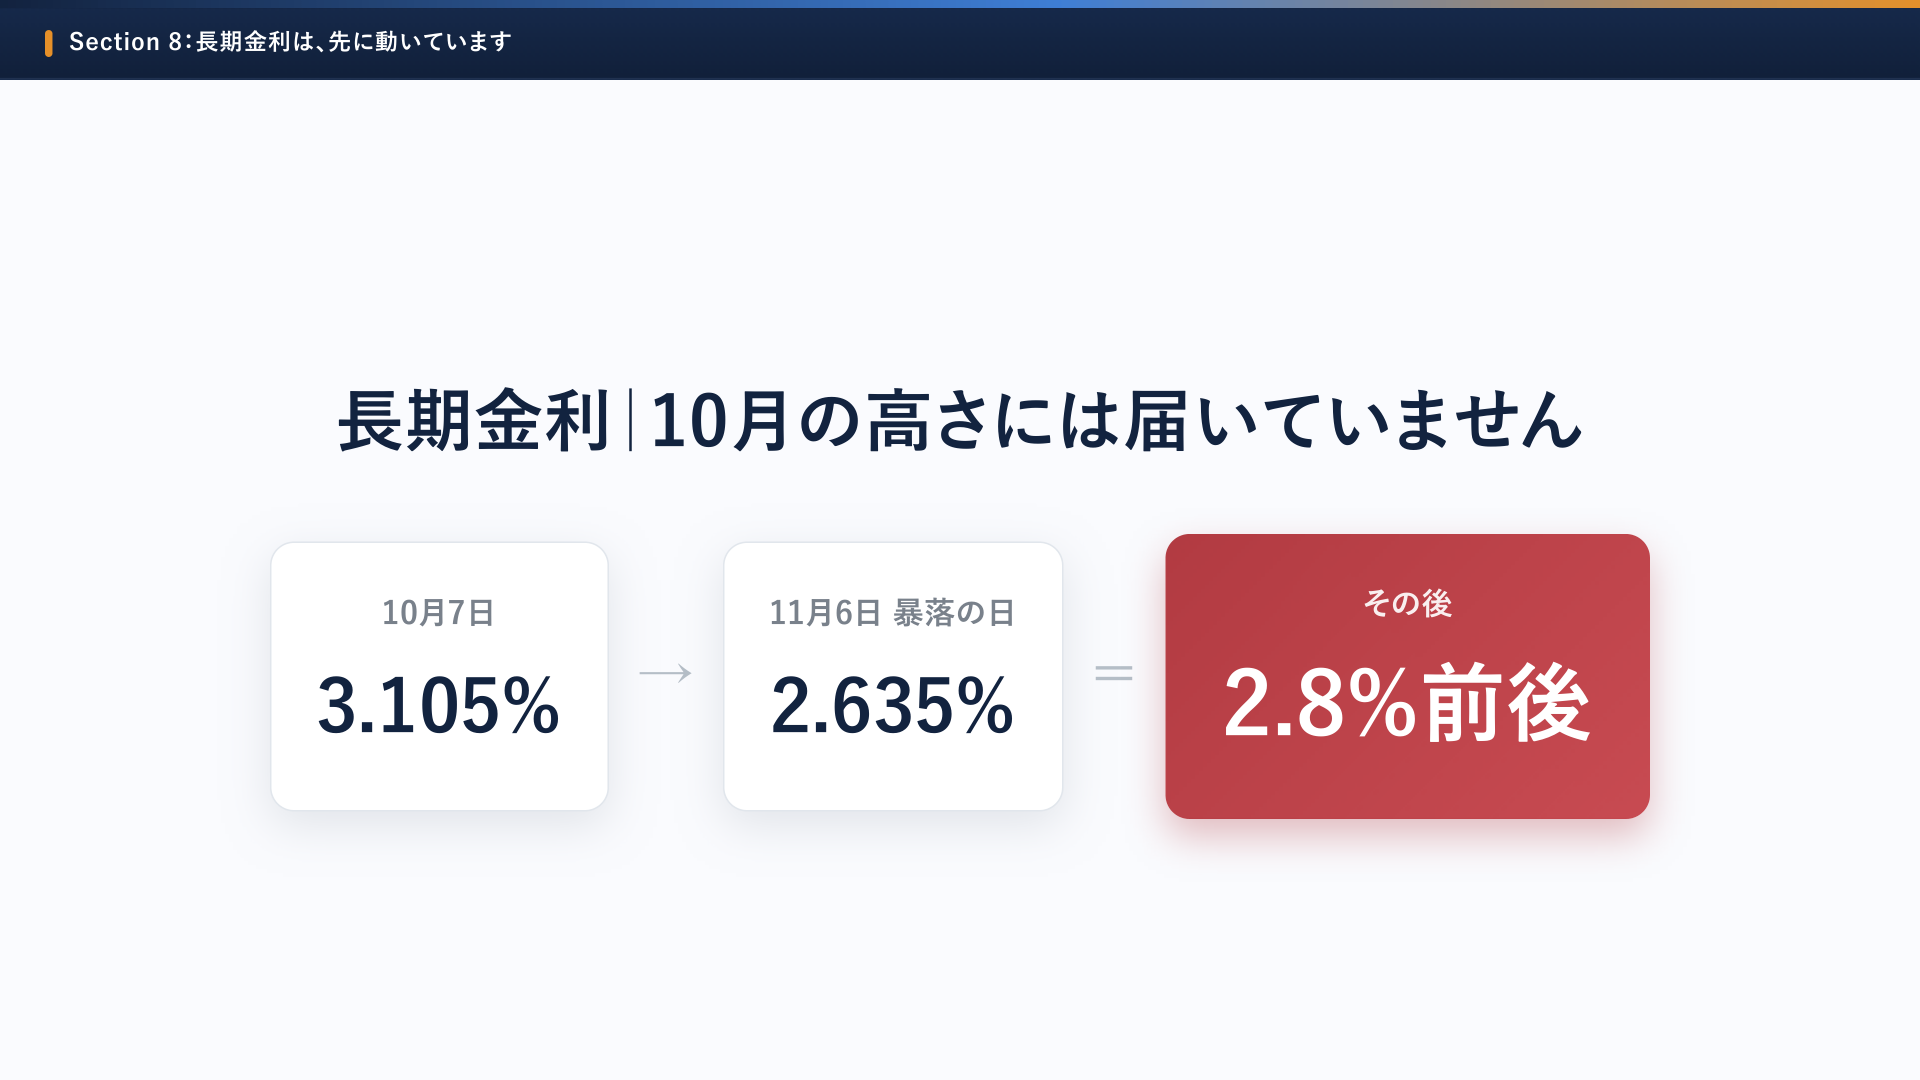 Section 8：長期金利は、先に動いています
長期金利｜10月の高さには届いていません
10月7日
3.105%
→
11月6日 暴落の日
2.635%
＝
その後
2.8%前後